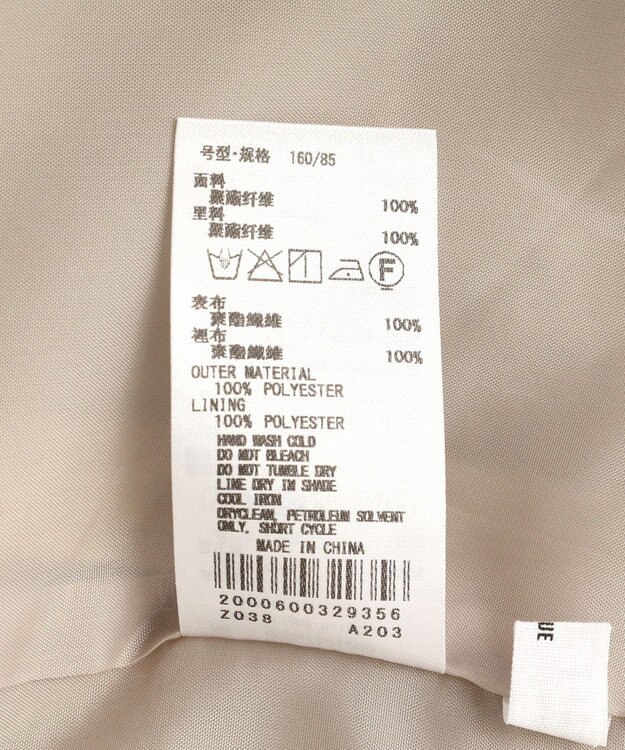 号型·规格 160/85
面料
聚酯纤维 100%
里料
聚酯纤维 100%
F
表布
聚酯纖維 100%
裡布
聚酯纖維 100%
OUTER MATERIAL
100% POLYESTER
LINING
100% POLYESTER
HAND WASH COLD
DO NOT BLEACH
DO NOT TUMBLE DRY
LINE DRY IN SHADE
COOL IRON
DRYCLEAN, PETROLEUM SOLVENT
ONLY, SHORT CYCLE
MADE IN CHINA
2000600329356
Z038 A203
UE